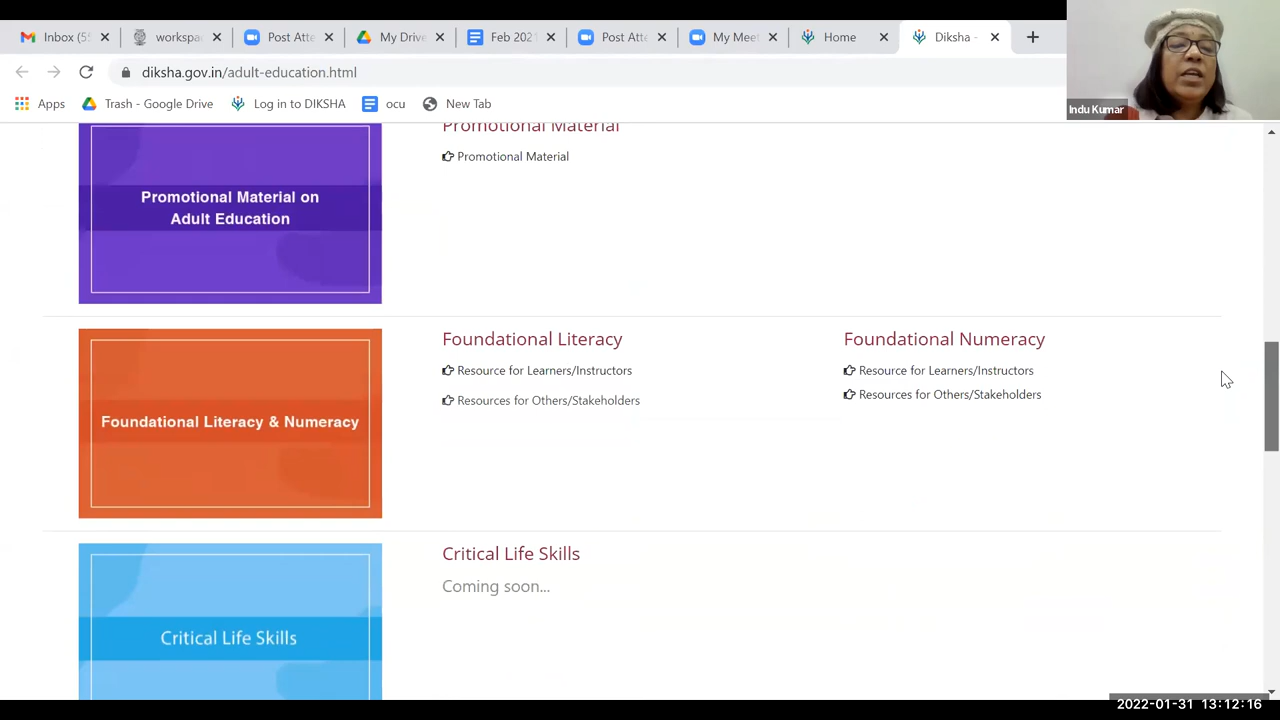 Inbox (5
workspa
Post Atte
My Drive
Feb 2021
Post Atte
My Meet
Home
Diksha -
diksha.gov.in/adult-education.html
Apps
Trash - Google Drive
Log in to DIKSHA
ocu
New Tab
Indu Kumar
Promotional Material
Promotional Material
Promotional Material on
Adult Education
Foundational Literacy
Foundational Numeracy
Resource for Learners/Instructors
Resource for Learners/Instructors
Resources for Others/Stakeholders
Resources for Others/Stakeholders
Foundational Literacy & Numeracy
Critical Life Skills
Coming soon...
Critical Life Skills
2022-01-31 13:12:16